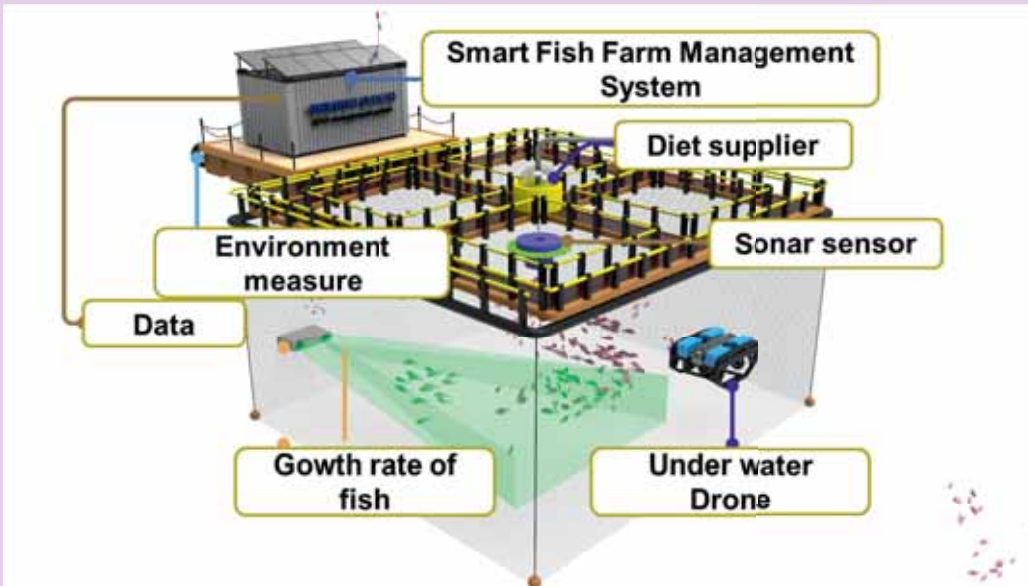 Smart Fish Farm Management
System
Diet supplier
Environment
measure
Sonar sensor
Data
Gowth rate of
fish
Under water
Drone